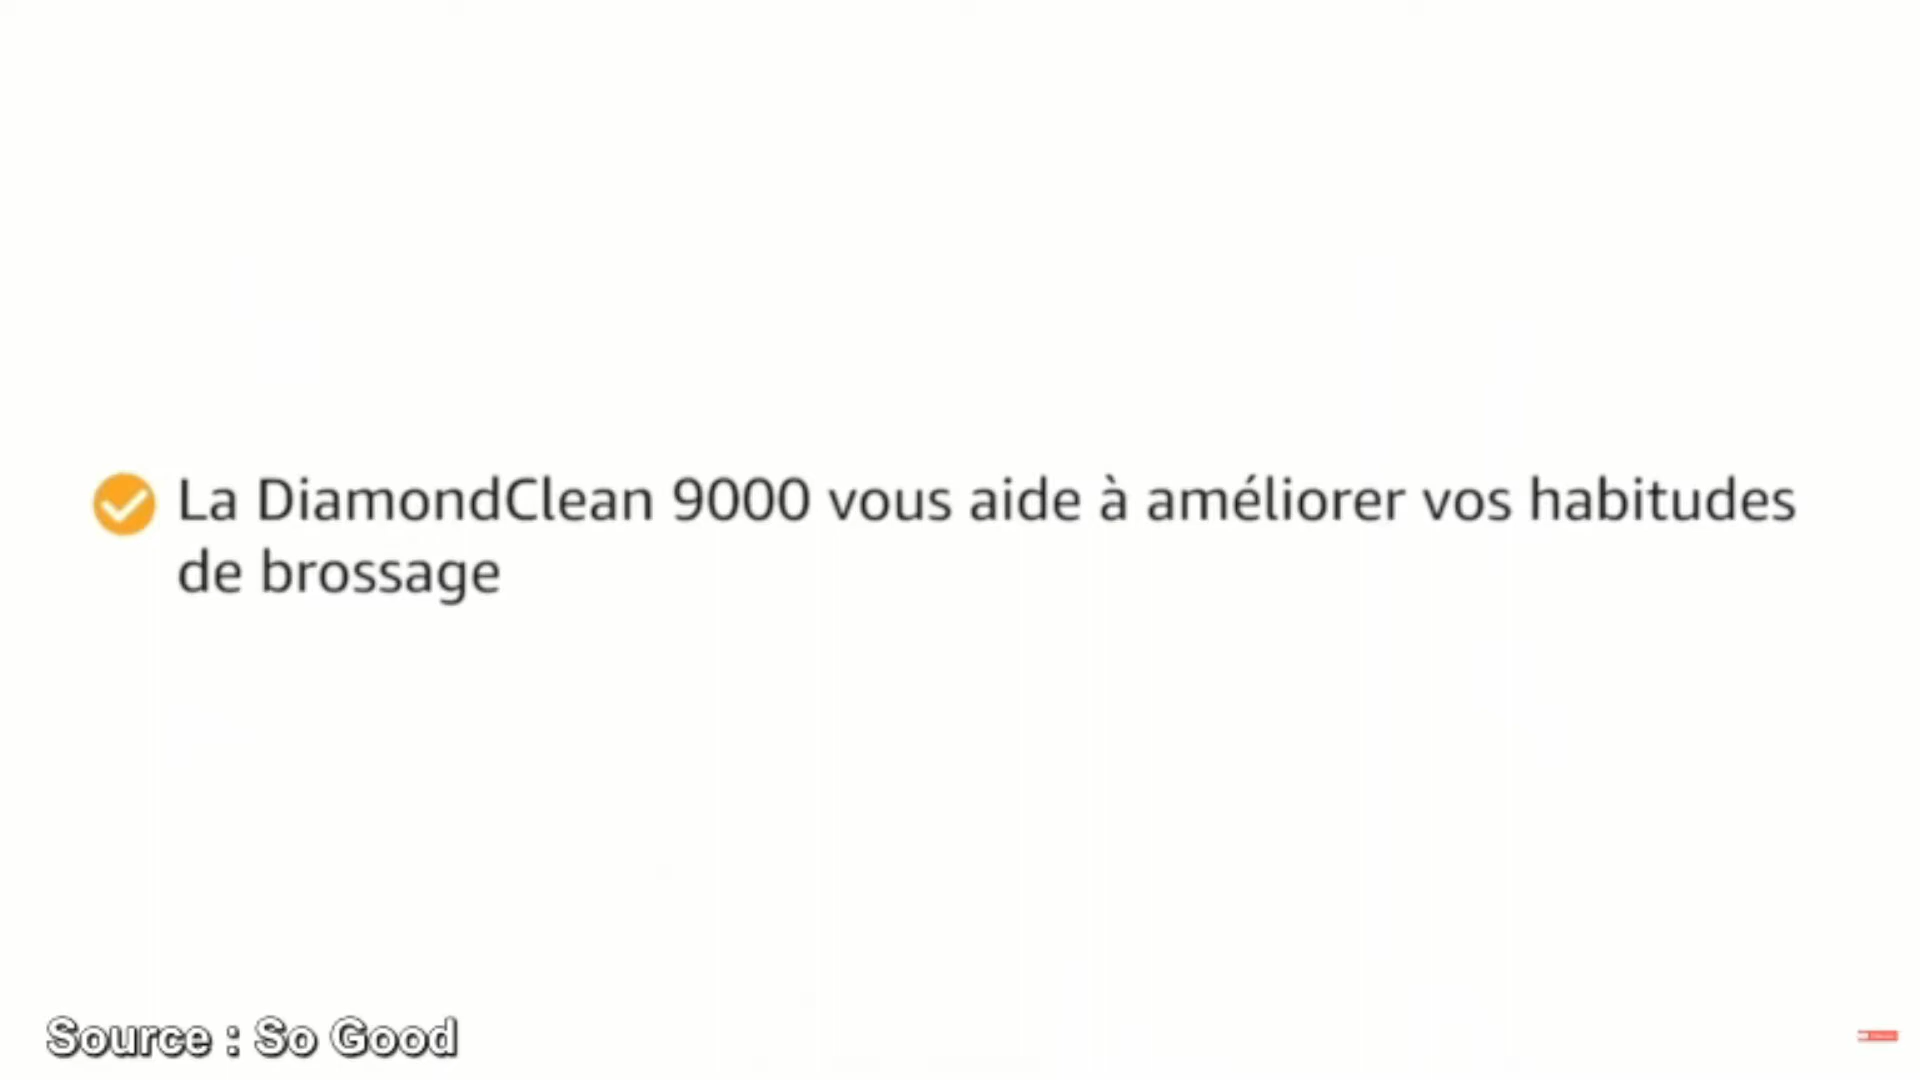 La DiamondClean 9000 vous aide à améliorer vos habitudes
de brossage
Source : So Good